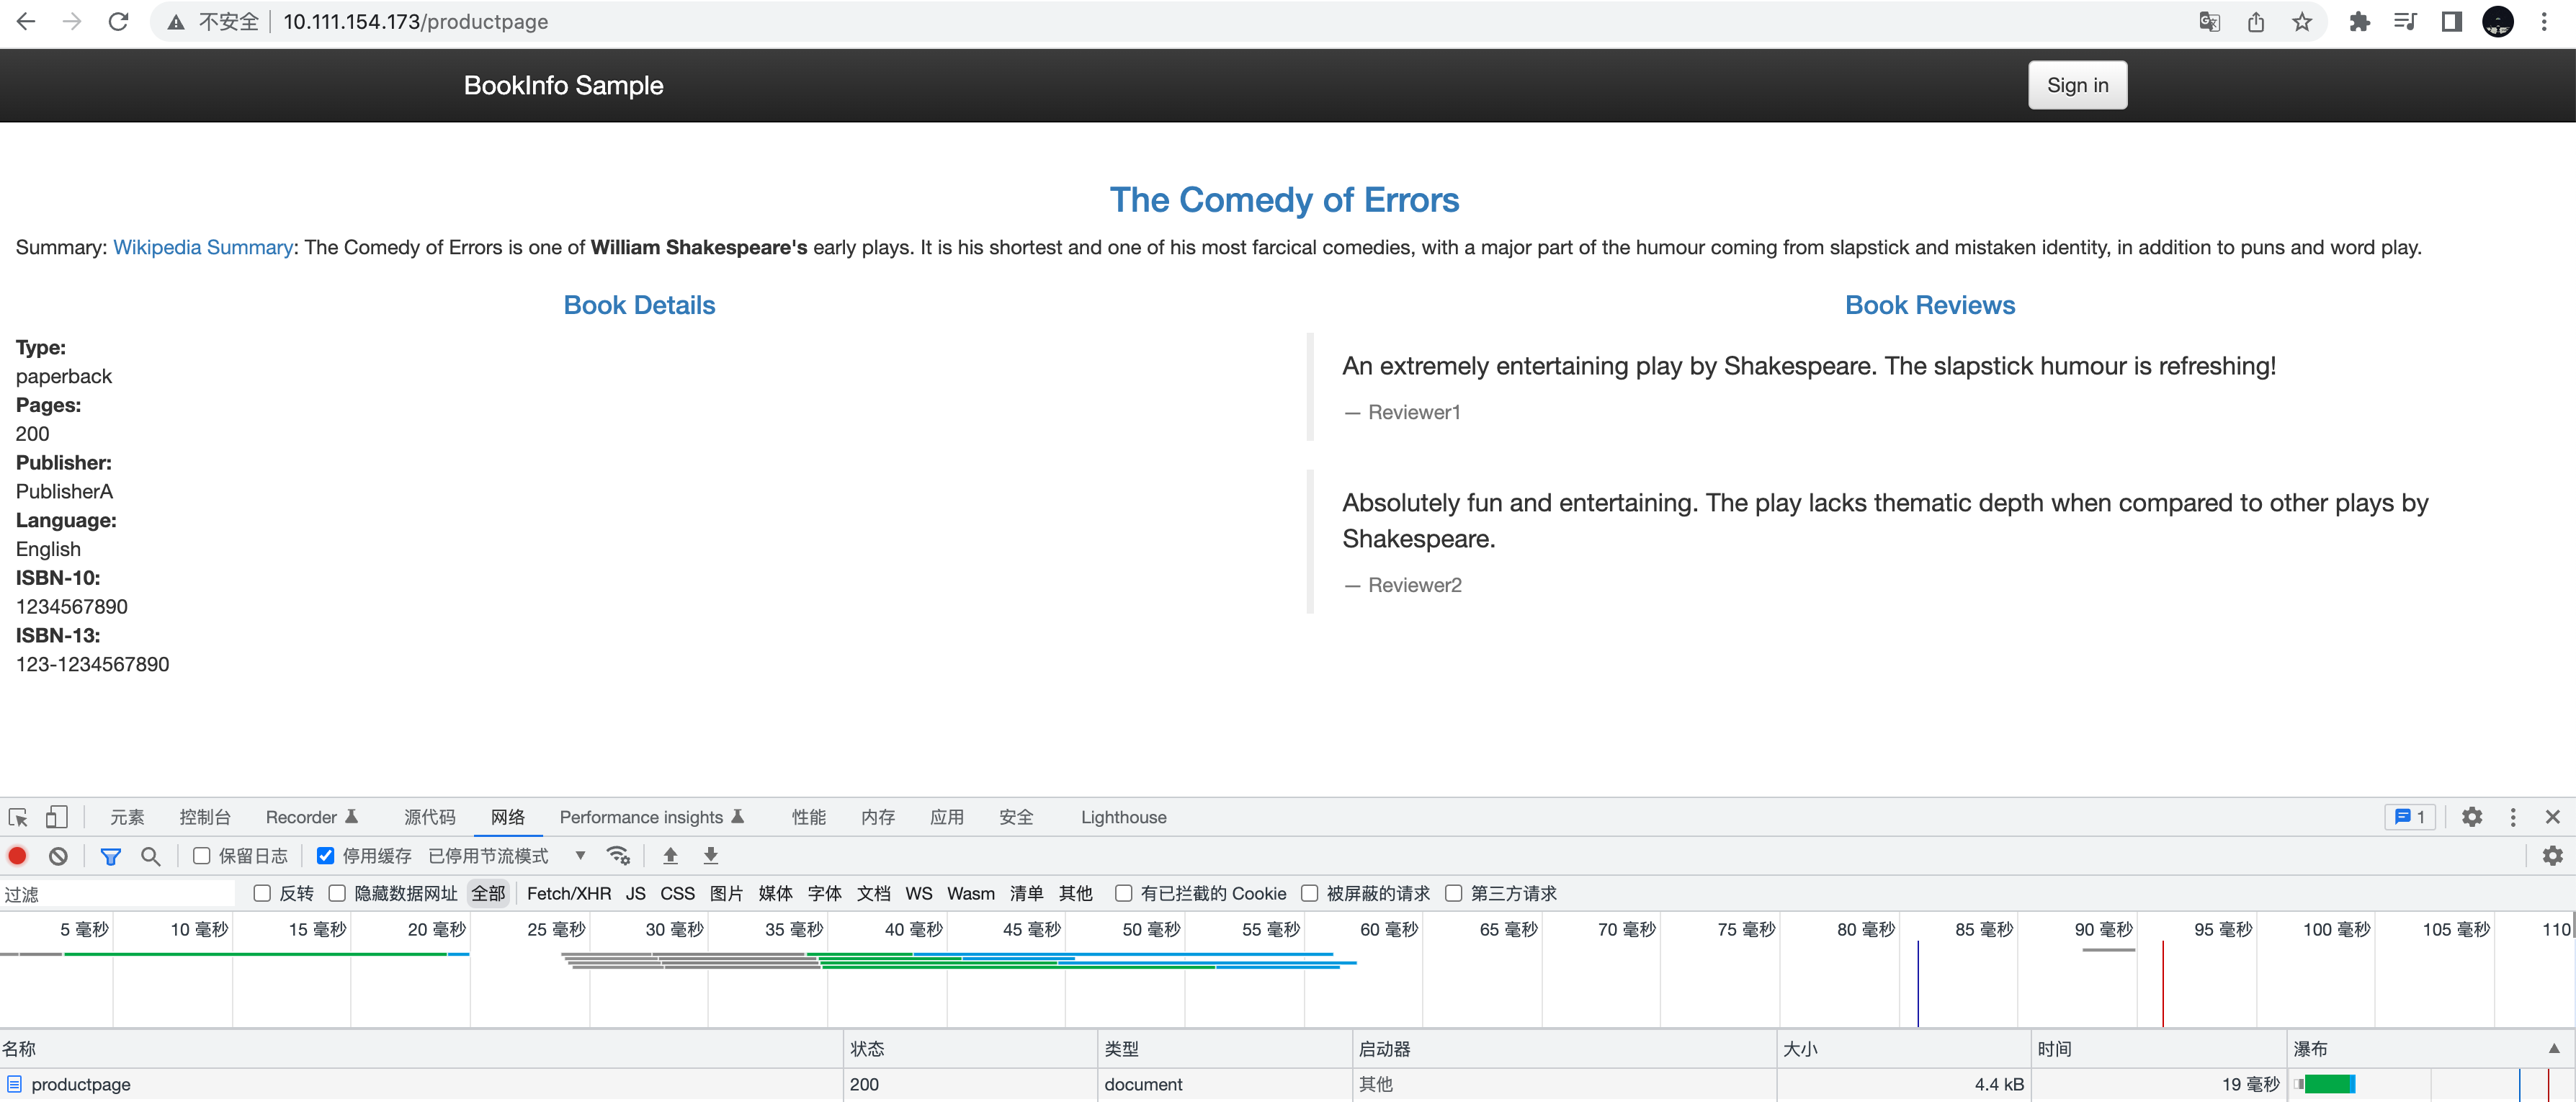 不安全 10.111.154.173/productpage
BookInfo Sample
Sign in
The Comedy of Errors
Summary: Wikipedia Summary: The Comedy of Errors is one of William Shakespeare's early plays. It is his shortest and one of his most farcical comedies, with a major part of the humour coming from slapstick and mistaken identity, in addition to puns and word play.
Book Details
Type:
paperback
Pages:
200
Publisher:
PublisherA
Language:
English
ISBN-10:
1234567890
ISBN-13:
123-1234567890
Book Reviews
An extremely entertaining play by Shakespeare. The slapstick humour is refreshing!
— Reviewer1
Absolutely fun and entertaining. The play lacks thematic depth when compared to other plays by
Shakespeare.
— Reviewer2
元素 控制台 Recorder 源代码 网络 Performance insights 性能 内存 应用 安全 Lighthouse 1
保留日志 停用缓存 已停用节流模式
过滤 反转 隐藏数据网址 全部 Fetch/XHR JS CSS 图片 媒体 字体 文档 WS Wasm 清单 其他 有已拦截的 Cookie 被屏蔽的请求 第三方请求
5 毫秒 10 毫秒 15 毫秒 20 毫秒 25 毫秒 30 毫秒 35 毫秒 40 毫秒 45 毫秒 50 毫秒 55 毫秒 60 毫秒 65 毫秒 70 毫秒 75 毫秒 80 毫秒 85 毫秒 90 毫秒 95 毫秒 100 毫秒 105 毫秒 110
名称 状态 类型 启动器 大小 时间 瀑布
productpage 200 document 其他 4.4 kB 19 毫秒